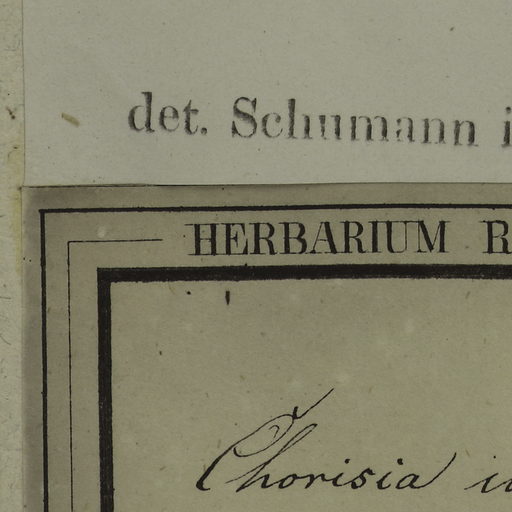 det. Schumann i
HERBARIUM R
Chorisia